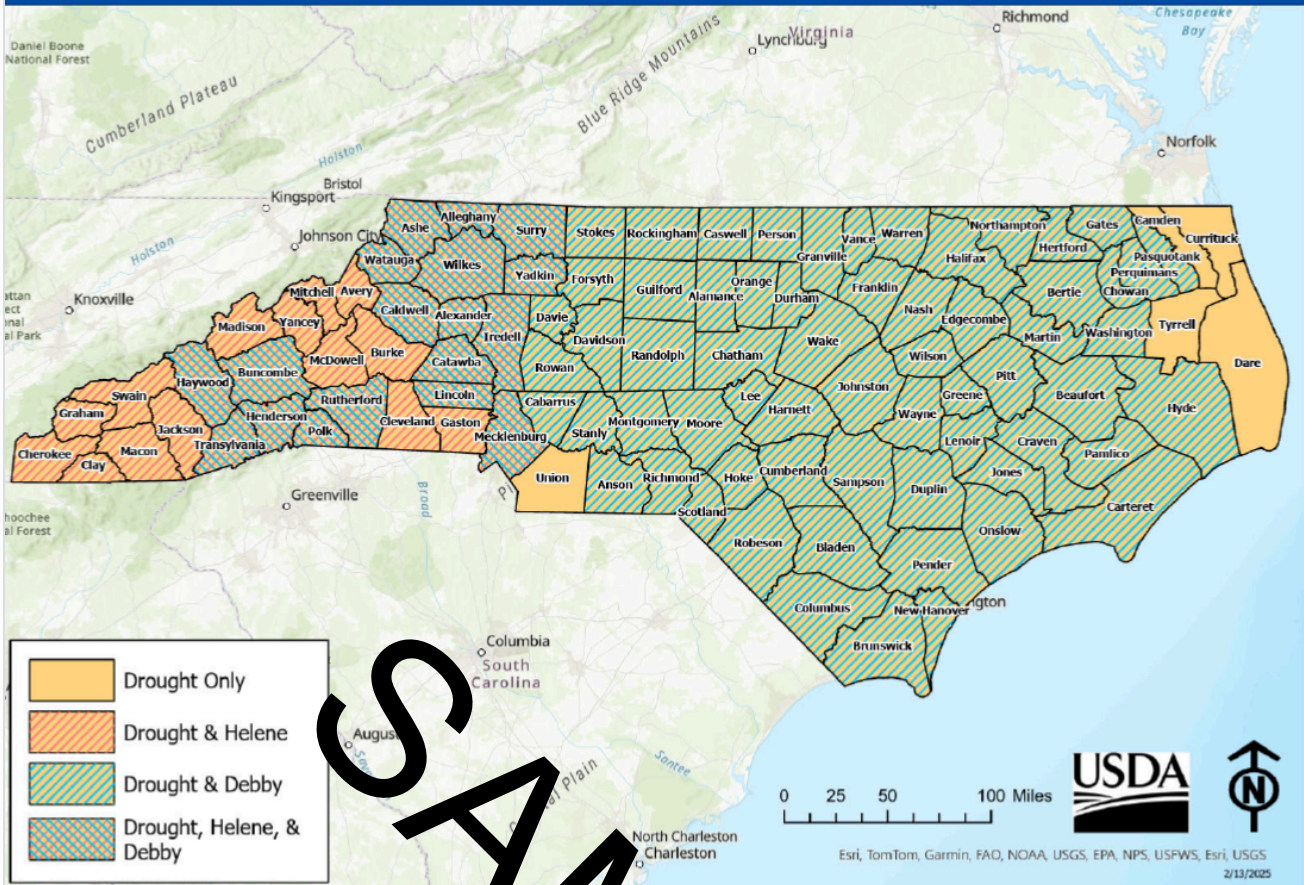 Richmond
Chesapeake
Bay
Lynchburg
Virginia
Daniel Boone
National Forest
Cumberland Plateau
Blue Ridge Mountains
Norfolk
Holston
Bristol
Kingsport
Johnson City
Holston
Knoxville
Ashe
Alleghany
Surry
Stokes
Rockingham
Caswell
Person
Granville
Vance
Warren
Northampton
Halifax
Hertford
Gates
Camden
Currituck
Pasquotank
Perquimans
Chowan
Bertie
Watauga
Wilkes
Yadkin
Forsyth
Guilford
Alamance
Orange
Durham
Franklin
Nash
Edgecombe
Martin
Washington
Tyrrell
Dare
Mitchell
Avery
Caldwell
Alexander
Iredell
Davie
Davidson
Randolph
Chatham
Wake
Wilson
Pitt
Beaufort
Hyde
Madison
Yancey
McDowell
Burke
Catawba
Rowan
Haywood
Buncombe
Rutherford
Lincoln
Cabarrus
Stanly
Montgomery
Moore
Lee
Harnett
Johnston
Wayne
Greene
Lenoir
Craven
Pamlico
Swain
Graham
Jackson
Henderson
Polk
Transylvania
Cleveland
Gaston
Mecklenburg
Cherokee
Clay
Macon
Union
Anson
Richmond
Scotland
Hoke
Cumberland
Sampson
Duplin
Jones
Onslow
Carteret
Robeson
Bladen
Pender
Columbus
New Hanover
Brunswick
Greenville
Broad
Columbia
South
Carolina
Santee
North Charleston
Charleston
Drought Only
Drought & Helene
Drought & Debby
Drought, Helene, &
Debby
0 25 50 100 Miles
USDA
N
Esri, TomTom, Garmin, FAO, NOAA, USGS, EPA, NPS, USFWS, Esri, USGS
2/13/2025